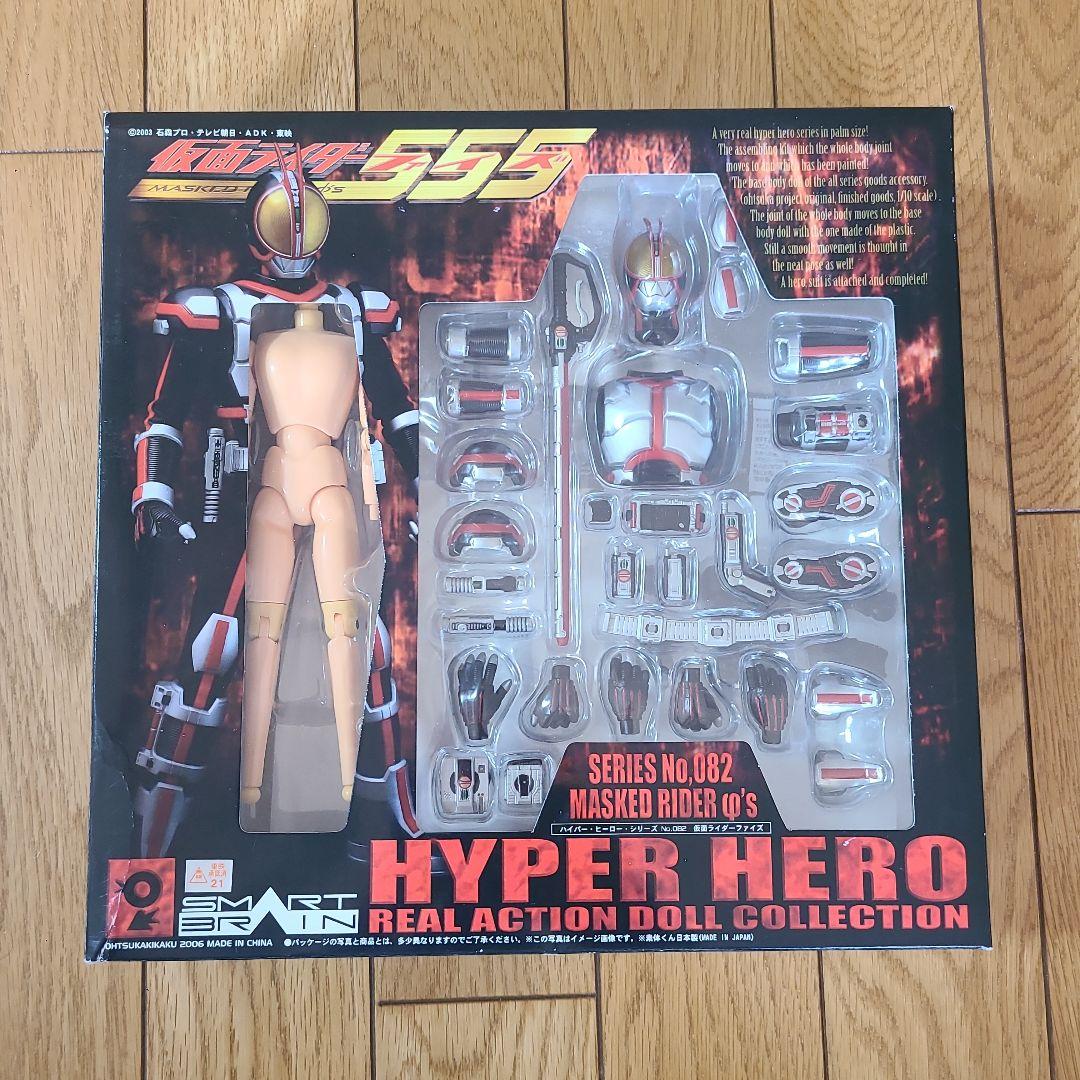 ©2003 石森プロ・テレビ朝日・ADK・東映
仮面ライダー555
ファイズ
MASKED φ'S
A very real hyper hero series in palm size!
The assembling kit which the whole body joint
moves to and which has been painted!
The base body doll of the all series goods accessory.
(ohtsuka project original, finished goods, 1/10 scale)
The joint of the whole body moves to the base
body doll with the one made of the plastic.
Still a smooth movement is thought in
the neat pose as well!
A hero suit is attached and completed!
SERIES No,082
MASKED RIDER φ's
ハイパー・ヒーロー・シリーズ No.082 仮面ライダーファイズ
HYPER HERO
REAL ACTION DOLL COLLECTION
東映
承認済
21
SMART
BRAIN
OHTSUKAKIKAKU 2006 MADE IN CHINA ●パッケージの写真と商品とは、多少異なりますのでご了承ください。※この写真はイメージ画像です。※素体くん日本製(MADE IN JAPAN)